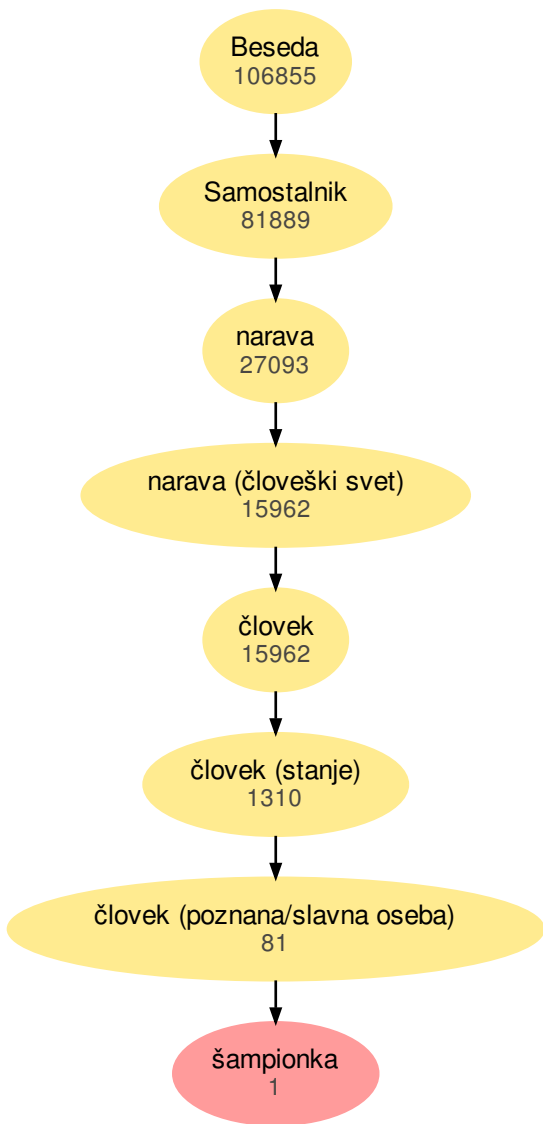 Beseda
106855
Samostalnik
81889
narava
27093
narava (človeški svet)
15962
človek
15962
človek (stanje)
1310
človek (poznana/slavna oseba)
81
šampionka
1